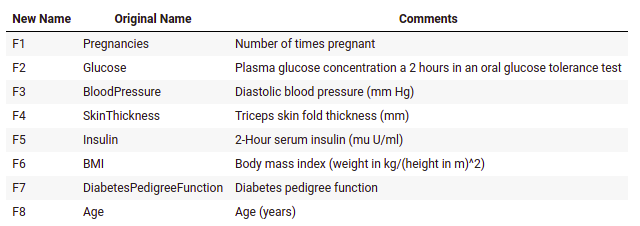 New Name Original Name Comments
F1 Pregnancies Number of times pregnant
F2 Glucose Plasma glucose concentration a 2 hours in an oral glucose tolerance test
F3 BloodPressure Diastolic blood pressure (mm Hg)
F4 SkinThickness Triceps skin fold thickness (mm)
F5 Insulin 2-Hour serum insulin (mu U/ml)
F6 BMI Body mass index (weight in kg/(height in m)^2)
F7 DiabetesPedigreeFunction Diabetes pedigree function
F8 Age Age (years)